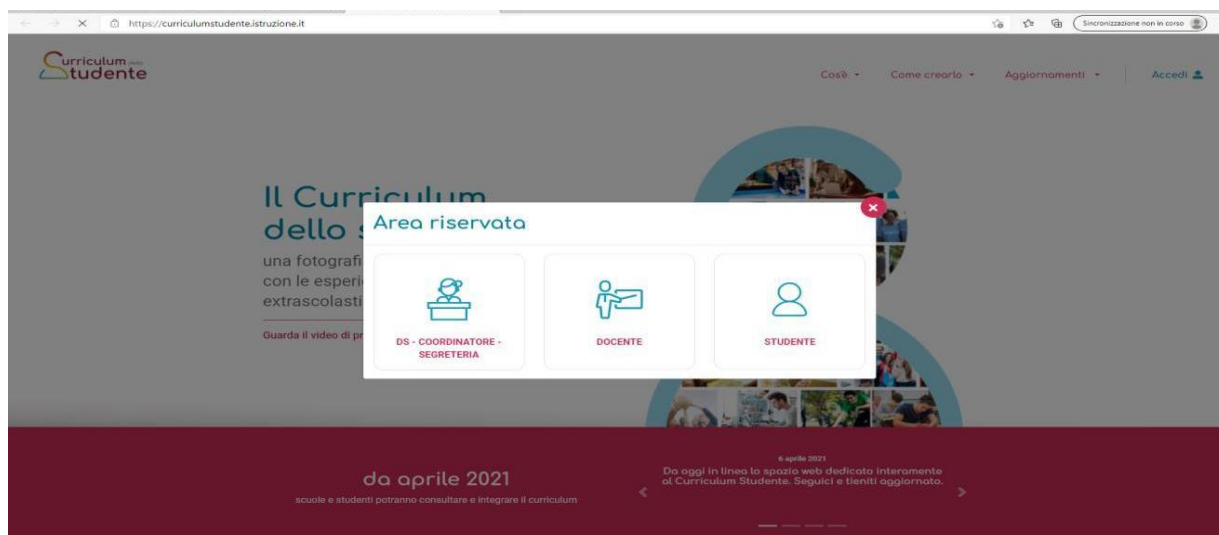 https://curriculumstudente.istruzione.it
Sincronizzazione non in corso
Curriculum dello
Studente
Cos'è
Come crearlo
Aggiornamenti
Accedi
Il Curriculum
dello s
una fotografi
con le esperi
extrascolasti
Guarda il video di pr
Area riservata
DS - COORDINATORE -
SEGRETERIA
DOCENTE
STUDENTE
da aprile 2021
scuole e studenti potranno consultare e integrare il curriculum
6 aprile 2021
Da oggi in linea lo spazio web dedicato interamente
al Curriculum Studente. Seguici e tieniti aggiornato.